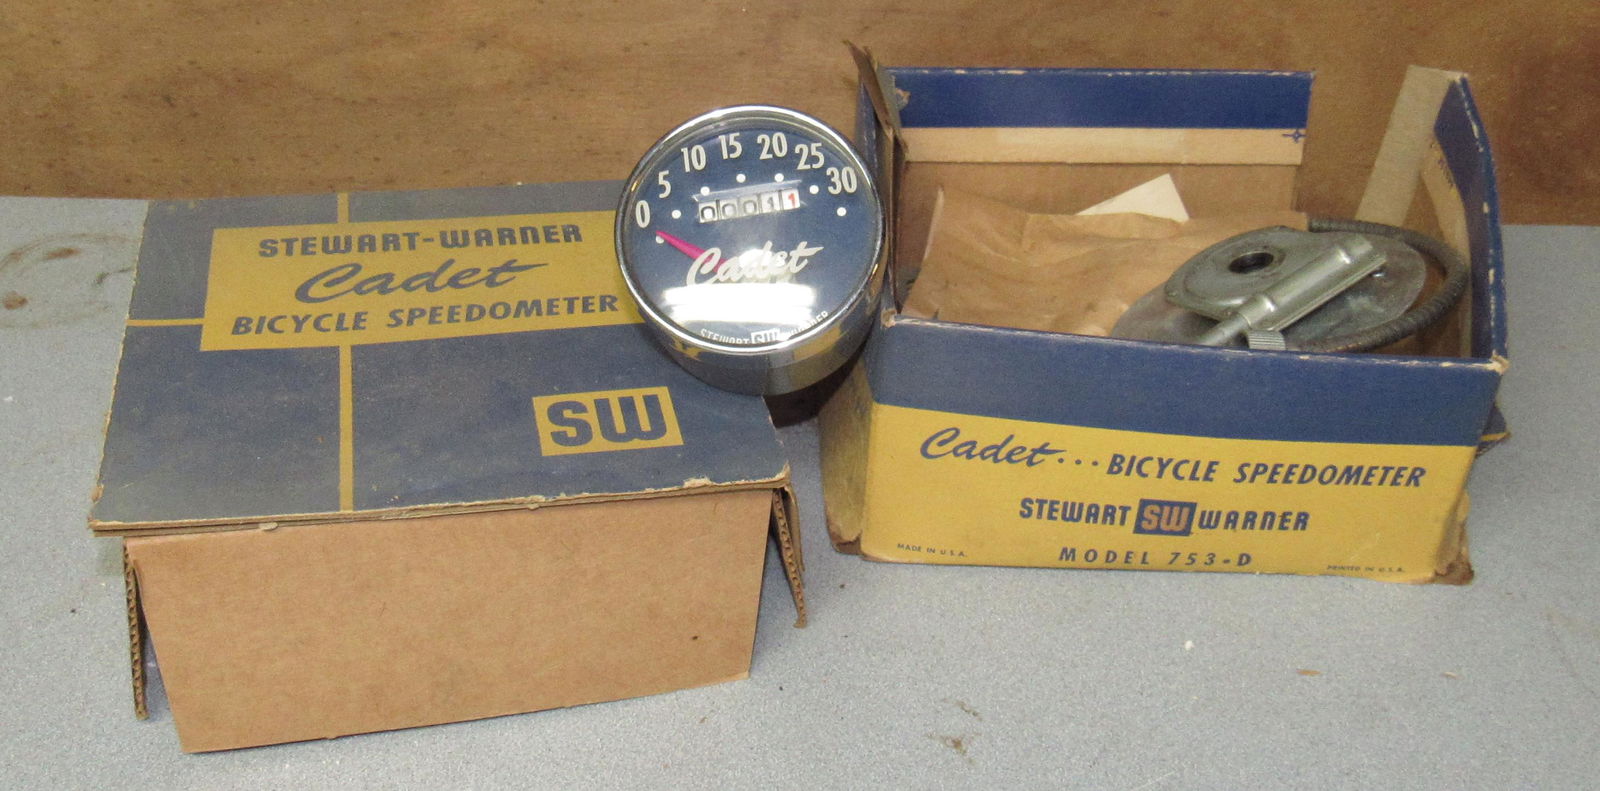 STEWART-WARNER
Cadet
BICYCLE SPEEDOMETER
SW
0 5 10 15 20 25 30
00011
Cadet
STEWART SW WARNER
Cadet... BICYCLE SPEEDOMETER
STEWART SW WARNER
MADE IN U.S.A.
MODEL 753-D
PRINTED IN U.S.A.